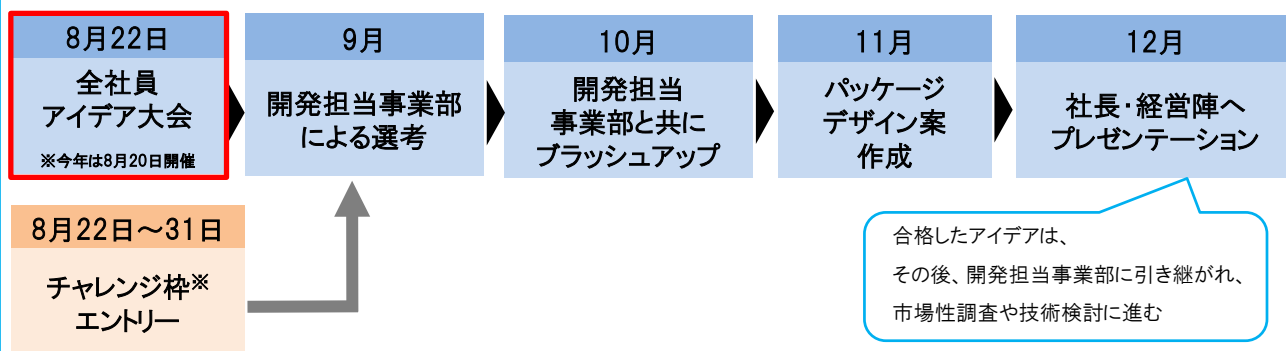 8月22日
全社員
アイデア大会
※今年は8月20日開催
9月
開発担当事業部
による選考
10月
開発担当
事業部と共に
ブラッシュアップ
11月
パッケージ
デザイン案
作成
12月
社長・経営陣へ
プレゼンテーション
8月22日～31日
チャレンジ枠※
エントリー
合格したアイデアは、
その後、開発担当事業部に引き継がれ、
市場性調査や技術検討に進む